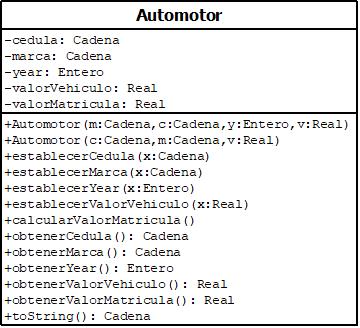 Automotor
-cedula: Cadena
-marca: Cadena
-year: Entero
-valorVehiculo: Real
-valorMatricula: Real
+Automotor(m:Cadena,c:Cadena,y:Entero,v:Real)
+Automotor(c:Cadena,m:Cadena,v:Real)
+establecerCedula(x:Cadena)
+establecerMarca(x:Cadena)
+establecerYear(x:Entero)
+establecerValorVehiculo(x:Real)
+calcularValorMatricula()
+obtenerCedula(): Cadena
+obtenerMarca(): Cadena
+obtenerYear(): Entero
+obtenerValorVehiculo(): Real
+obtenerValorMatricula(): Real
+toString(): Cadena